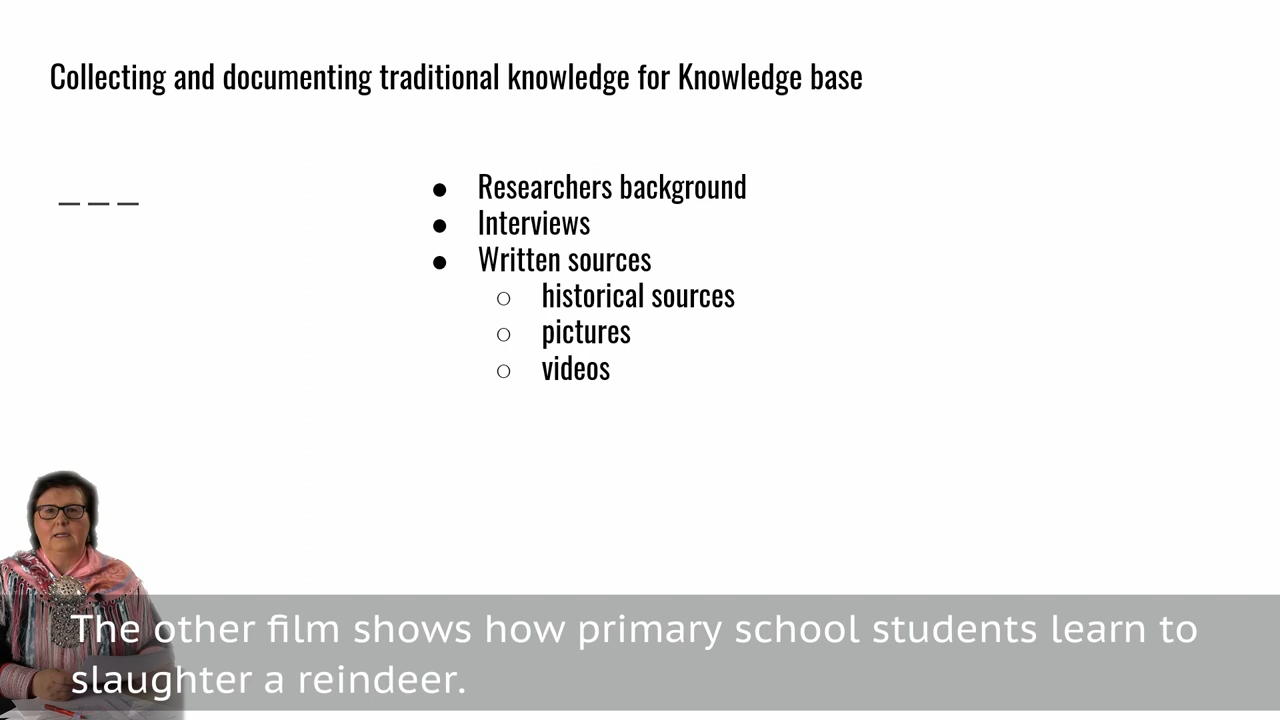 Collecting and documenting traditional knowledge for Knowledge base
● Researchers background
● Interviews
● Written sources
○ historical sources
○ pictures
○ videos
The other film shows how primary school students learn to
slaughter a reindeer.